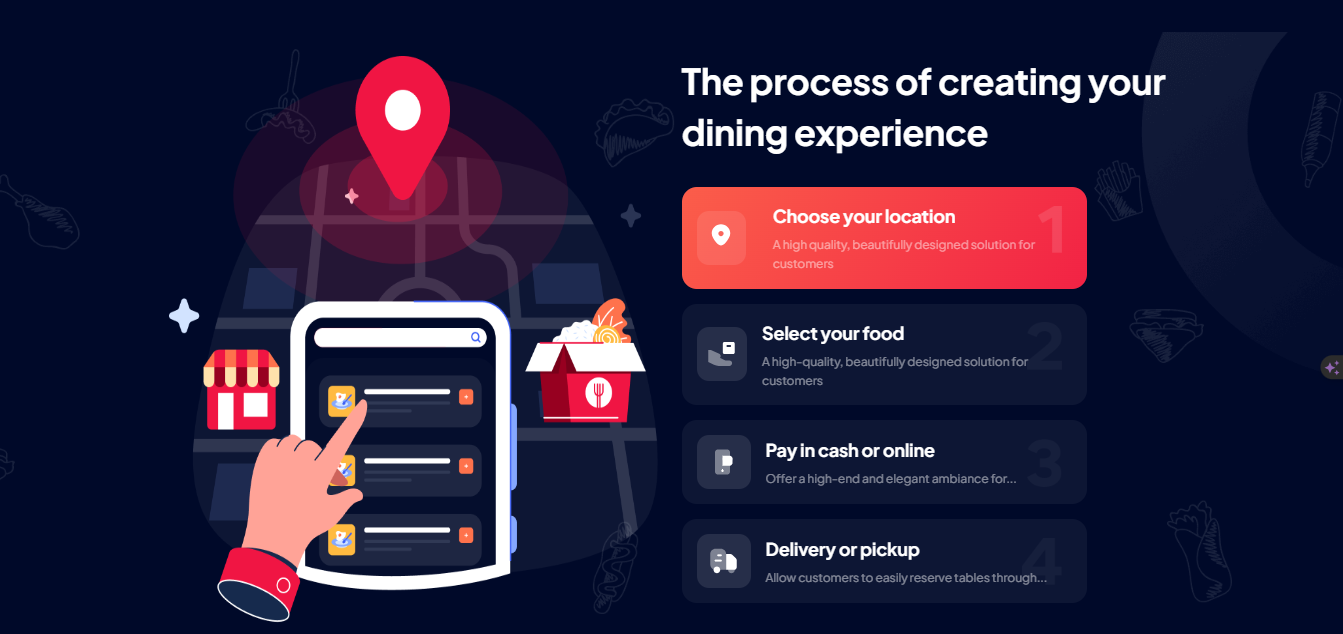 The process of creating your
dining experience
Choose your location
1
A high quality, beautifully designed solution for
customers
Select your food
2
A high-quality, beautifully designed solution for
customers
Pay in cash or online
3
Offer a high-end and elegant ambiance for...
Delivery or pickup
4
Allow customers to easily reserve tables through...